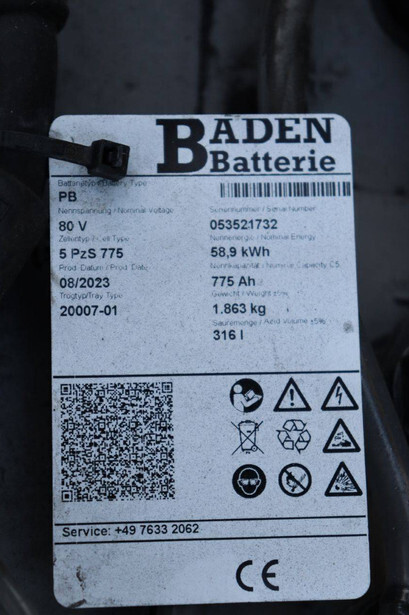 BADEN
Batterie
Batterietyp/Battery Type
PB
Nennspannung / Nominal Voltage
Seriennummer / Serial Number
80 V
053521732
Zellentyp / Cell Type
Nennenergie / Nominal Energy
5 PzS 775
58,9 kWh
Prod. Datum / Prod. Date
Nennkapazität / Nominal Capacity C5
08/2023
775 Ah
Trogtyp/Tray Type
Gewicht / Weight ±5%
20007-01
1.863 kg
Säuremenge / Acid Volume ±5%
316 l
Service: +49 7633 2062
CE